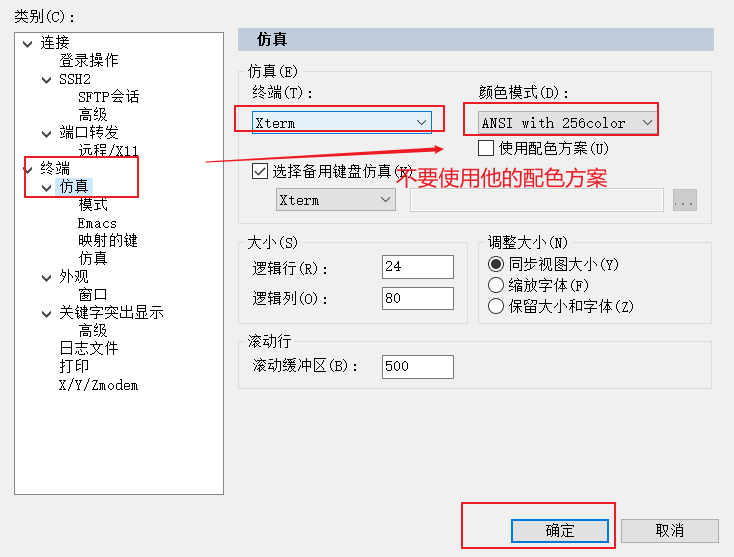 类别(C)：
连接
登录操作
SSH2
SFTP会话
高级
端口转发
远程/X11
终端
仿真
模式
Emacs
映射的键
仿真
外观
窗口
关键字突出显示
高级
日志文件
打印
X/Y/Zmodem
仿真
仿真(E)
终端(T)：
颜色模式(D)：
Xterm
ANSI with 256color
使用配色方案(U)
选择备用键盘仿真(K)
不要使用他的配色方案
Xterm
...
大小(S)
逻辑行(R)：
24
逻辑列(O)：
80
调整大小(N)
同步视图大小(Y)
缩放字体(F)
保留大小和字体(Z)
滚动行
滚动缓冲区(B)：
500
确定
取消